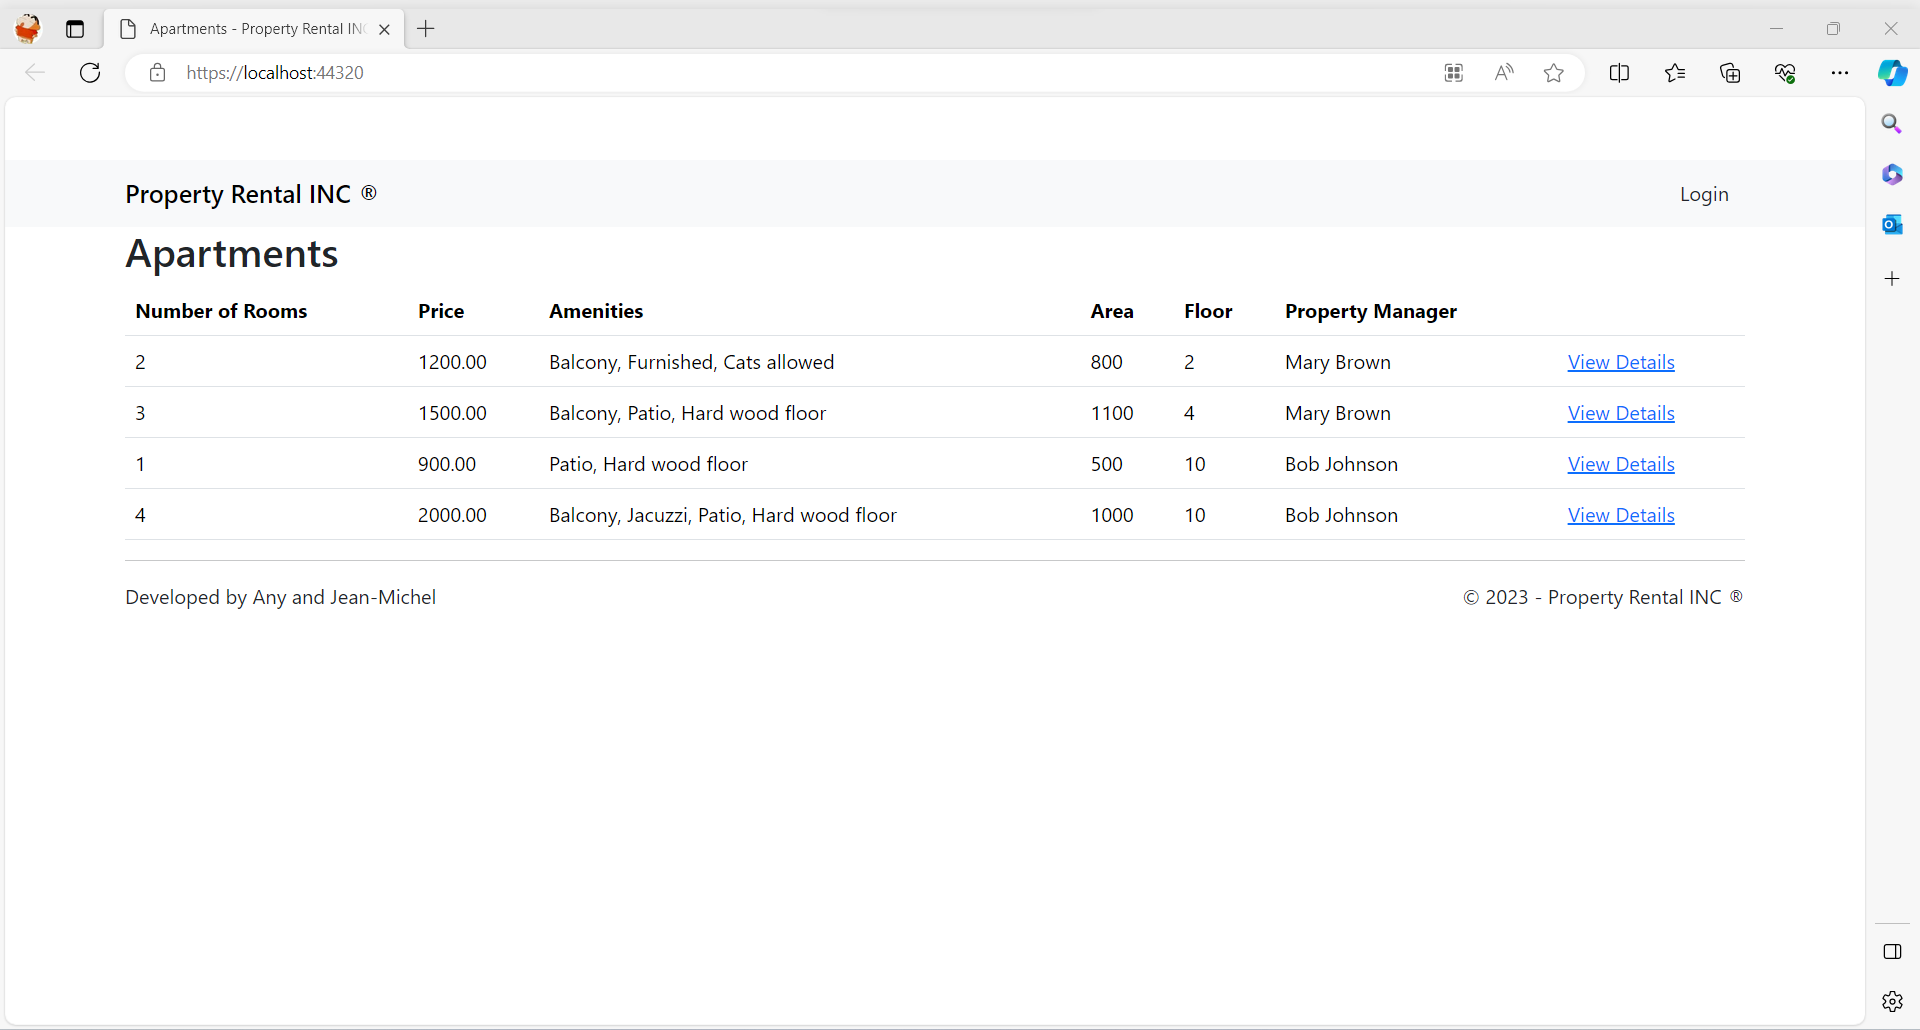 Apartments - Property Rental IN
https://localhost:44320
Property Rental INC ®
Login
Apartments
Number of Rooms Price Amenities Area Floor Property Manager
2 1200.00 Balcony, Furnished, Cats allowed 800 2 Mary Brown View Details
3 1500.00 Balcony, Patio, Hard wood floor 1100 4 Mary Brown View Details
1 900.00 Patio, Hard wood floor 500 10 Bob Johnson View Details
4 2000.00 Balcony, Jacuzzi, Patio, Hard wood floor 1000 10 Bob Johnson View Details
Developed by Any and Jean-Michel
© 2023 - Property Rental INC ®